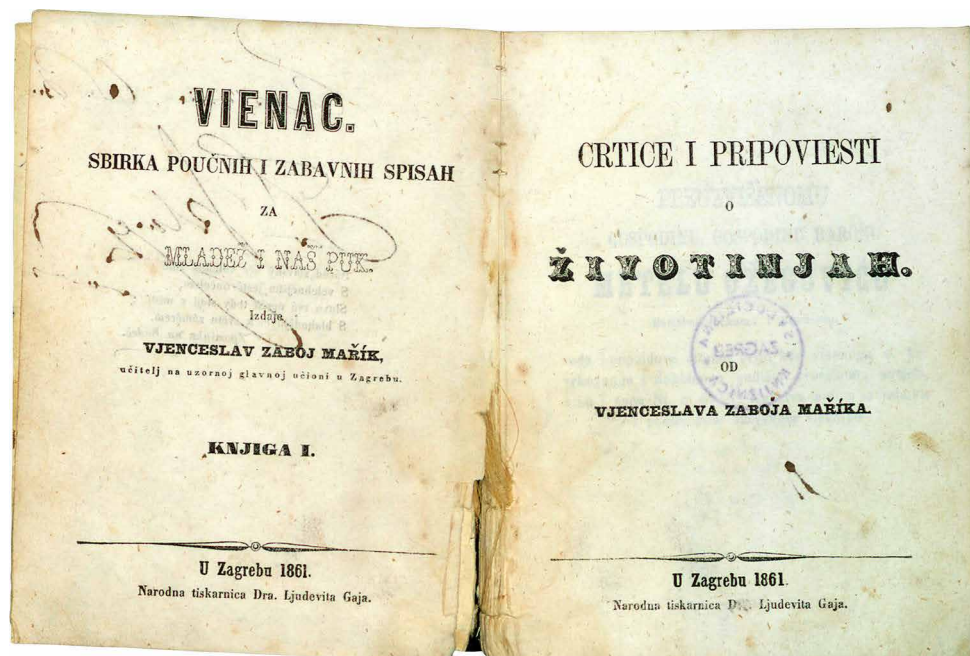 VIENAC.
SBIRKA POUČNIH I ZABAVNIH SPISAH
ZA
MLADEŽ I NAŠ PUK.
Izdaje
VJENCESLAV ZABOJ MAŘÍK,
učitelj na uzornoj glavnoj učioni u Zagrebu.
KNJIGA I.
U Zagrebu 1861.
Narodna tiskarnica Dra. Ljudevita Gaja.
CRTICE I PRIPOVIESTI
O
ŽIVOTINJAH.
OD
VJENCESLAVA ZABOJA MAŘÍKA.
U Zagrebu 1861.
Narodna tiskarnica Ljudevita Gaja.
ZAGREB